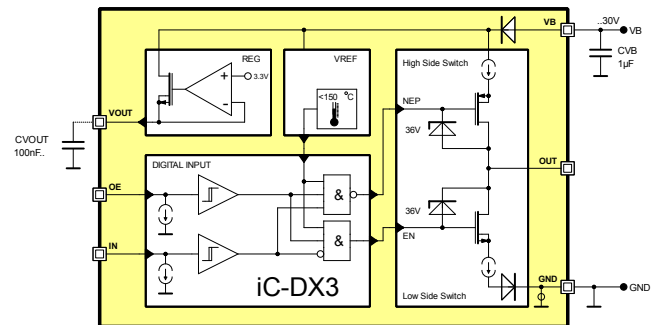 REG
VREF
VB
..30V
VB
CVB
1µF
High Side Switch
+
3.3V
-
<150 °C
NEP
36V
VOUT
CVOUT
100nF..
DIGITAL INPUT
OE
&
OUT
36V
EN
IN
&
iC-DX3
Low Side Switch
GND
GND